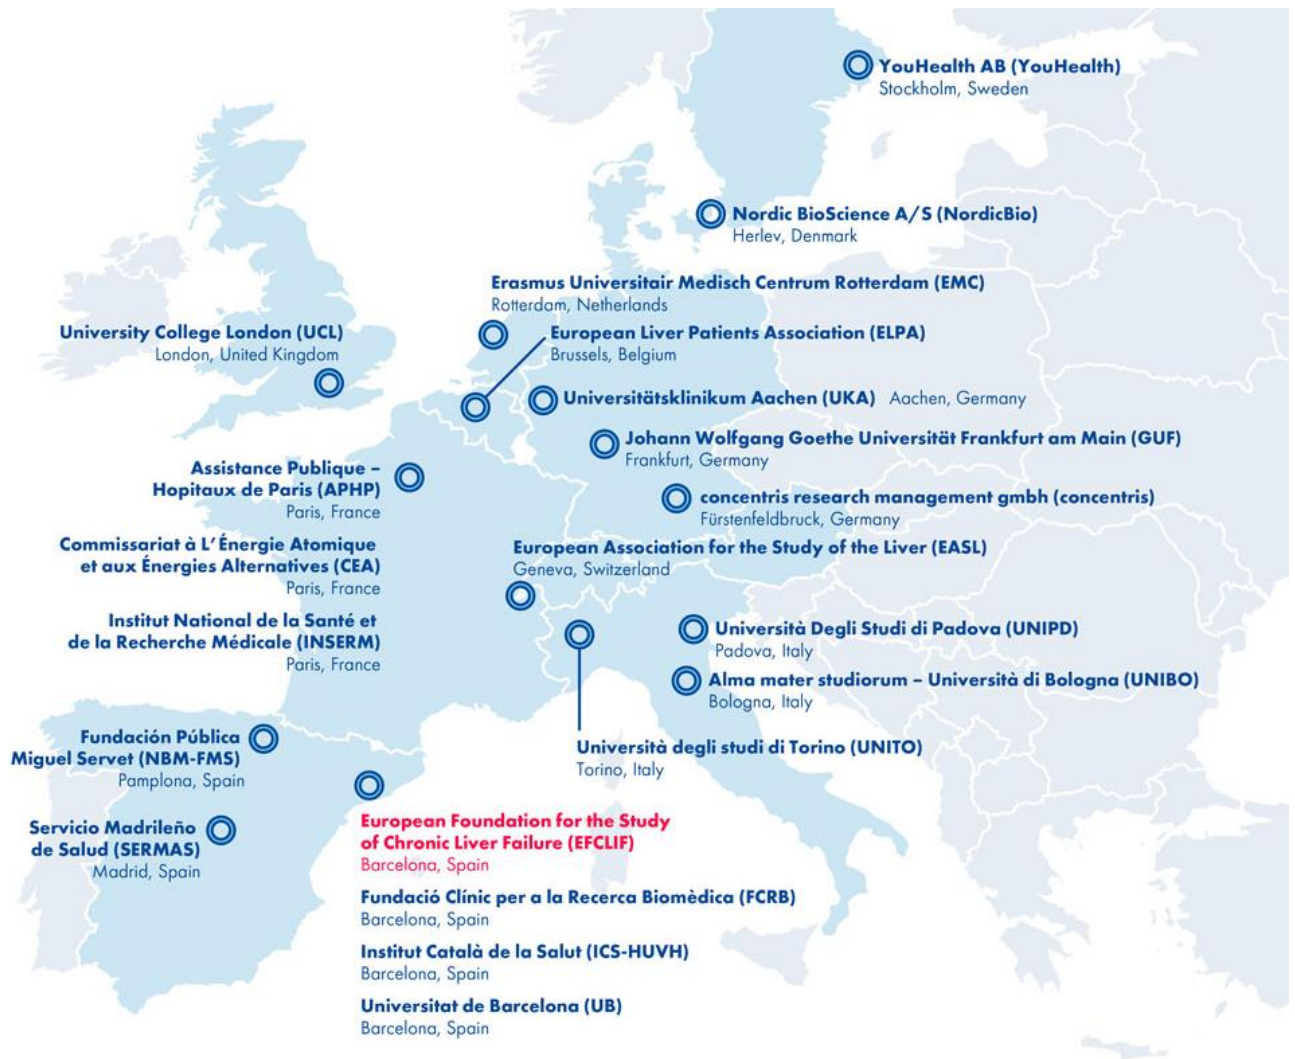 YouHealth AB (YouHealth)
Stockholm, Sweden
Nordic BioScience A/S (NordicBio)
Herlev, Denmark
Erasmus Universitair Medisch Centrum Rotterdam (EMC)
Rotterdam, Netherlands
University College London (UCL)
London, United Kingdom
European Liver Patients Association (ELPA)
Brussels, Belgium
Universitätsklinikum Aachen (UKA) Aachen, Germany
Johann Wolfgang Goethe Universität Frankfurt am Main (GUF)
Frankfurt, Germany
Assistance Publique –
Hopitaux de Paris (APHP)
Paris, France
concentris research management gmbh (concentris)
Fürstenfeldbruck, Germany
Commissariat à L'Énergie Atomique
et aux Énergies Alternatives (CEA)
Paris, France
European Association for the Study of the Liver (EASL)
Geneva, Switzerland
Institut National de la Santé et
de la Recherche Médicale (INSERM)
Paris, France
Università Degli Studi di Padova (UNIPD)
Padova, Italy
Alma mater studiorum – Università di Bologna (UNIBO)
Bologna, Italy
Fundación Pública
Miguel Servet (NBM-FMS)
Pamplona, Spain
Università degli studi di Torino (UNITO)
Torino, Italy
Servicio Madrileño
de Salud (SERMAS)
Madrid, Spain
European Foundation for the Study
of Chronic Liver Failure (EFCLIF)
Barcelona, Spain
Fundació Clínic per a la Recerca Biomèdica (FCRB)
Barcelona, Spain
Institut Català de la Salut (ICS-HUVH)
Barcelona, Spain
Universitat de Barcelona (UB)
Barcelona, Spain